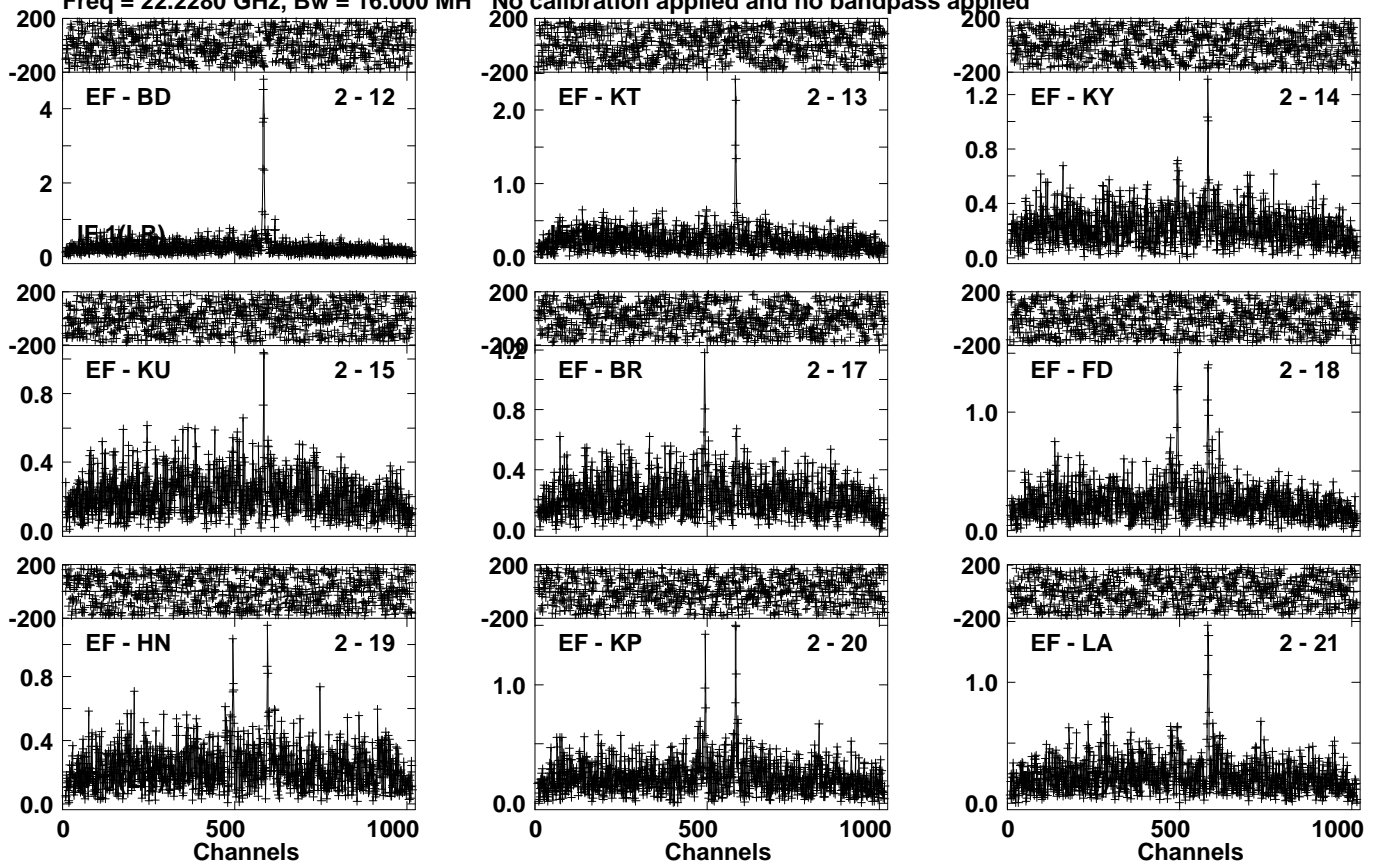 Freq = 22.2280 GHz, Bw = 16.000 MH No calibration applied and no bandpass applied
200 200 200
-200 -200 -200
EF - BD 2 - 12 EF - KT 2 - 13 EF - KY 2 - 14
4 2.0 1.2
2 1.0 0.8
0.4
IF 1(LR)
0 0.0 0.0
200 200 200
-200 -200 -200
1.2
EF - KU 2 - 15 EF - BR 2 - 17 EF - FD 2 - 18
0.8 0.8 1.0
0.4 0.4
0.0 0.0 0.0
200 200 200
-200 -200 -200
EF - HN 2 - 19 EF - KP 2 - 20 EF - LA 2 - 21
0.8 1.0 1.0
0.4
0.0 0.0 0.0
0 500 1000 0 500 1000 0 500 1000
Channels Channels Channels